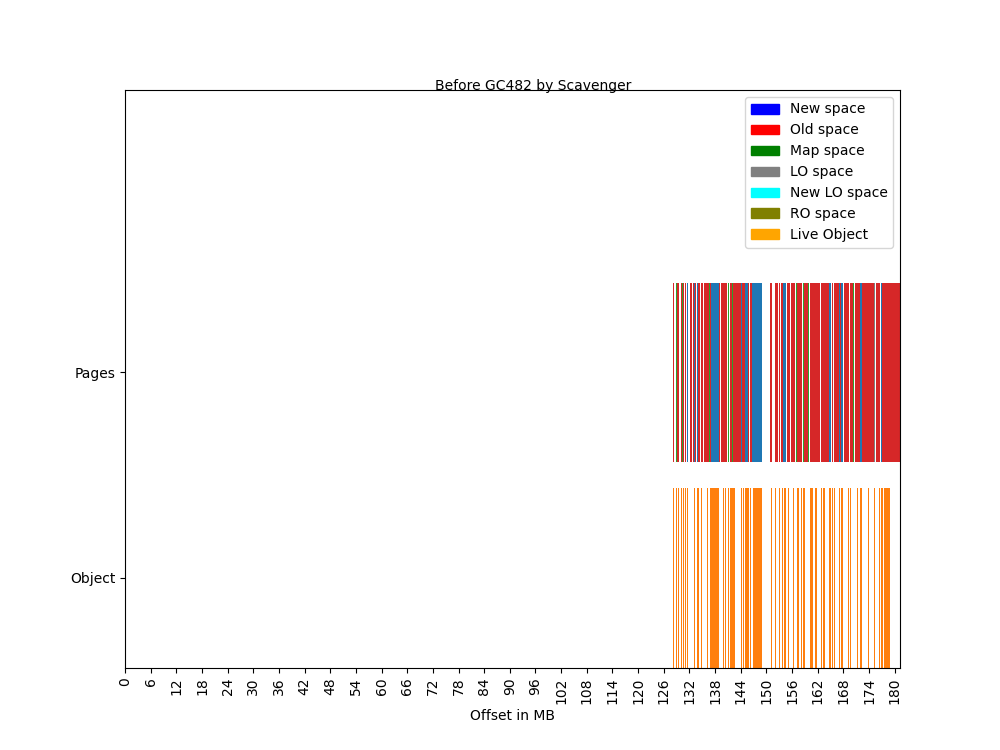 Before GC482 by Scavenger
New space
Old space
Map space
LO space
New LO space
RO space
Live Object
Pages
Object
0 6 12 18 24 30 36 42 48 54 60 66 72 78 84 90 96 102 108 114 120 126 132 138 144 150 156 162 168 174 180
Offset in MB